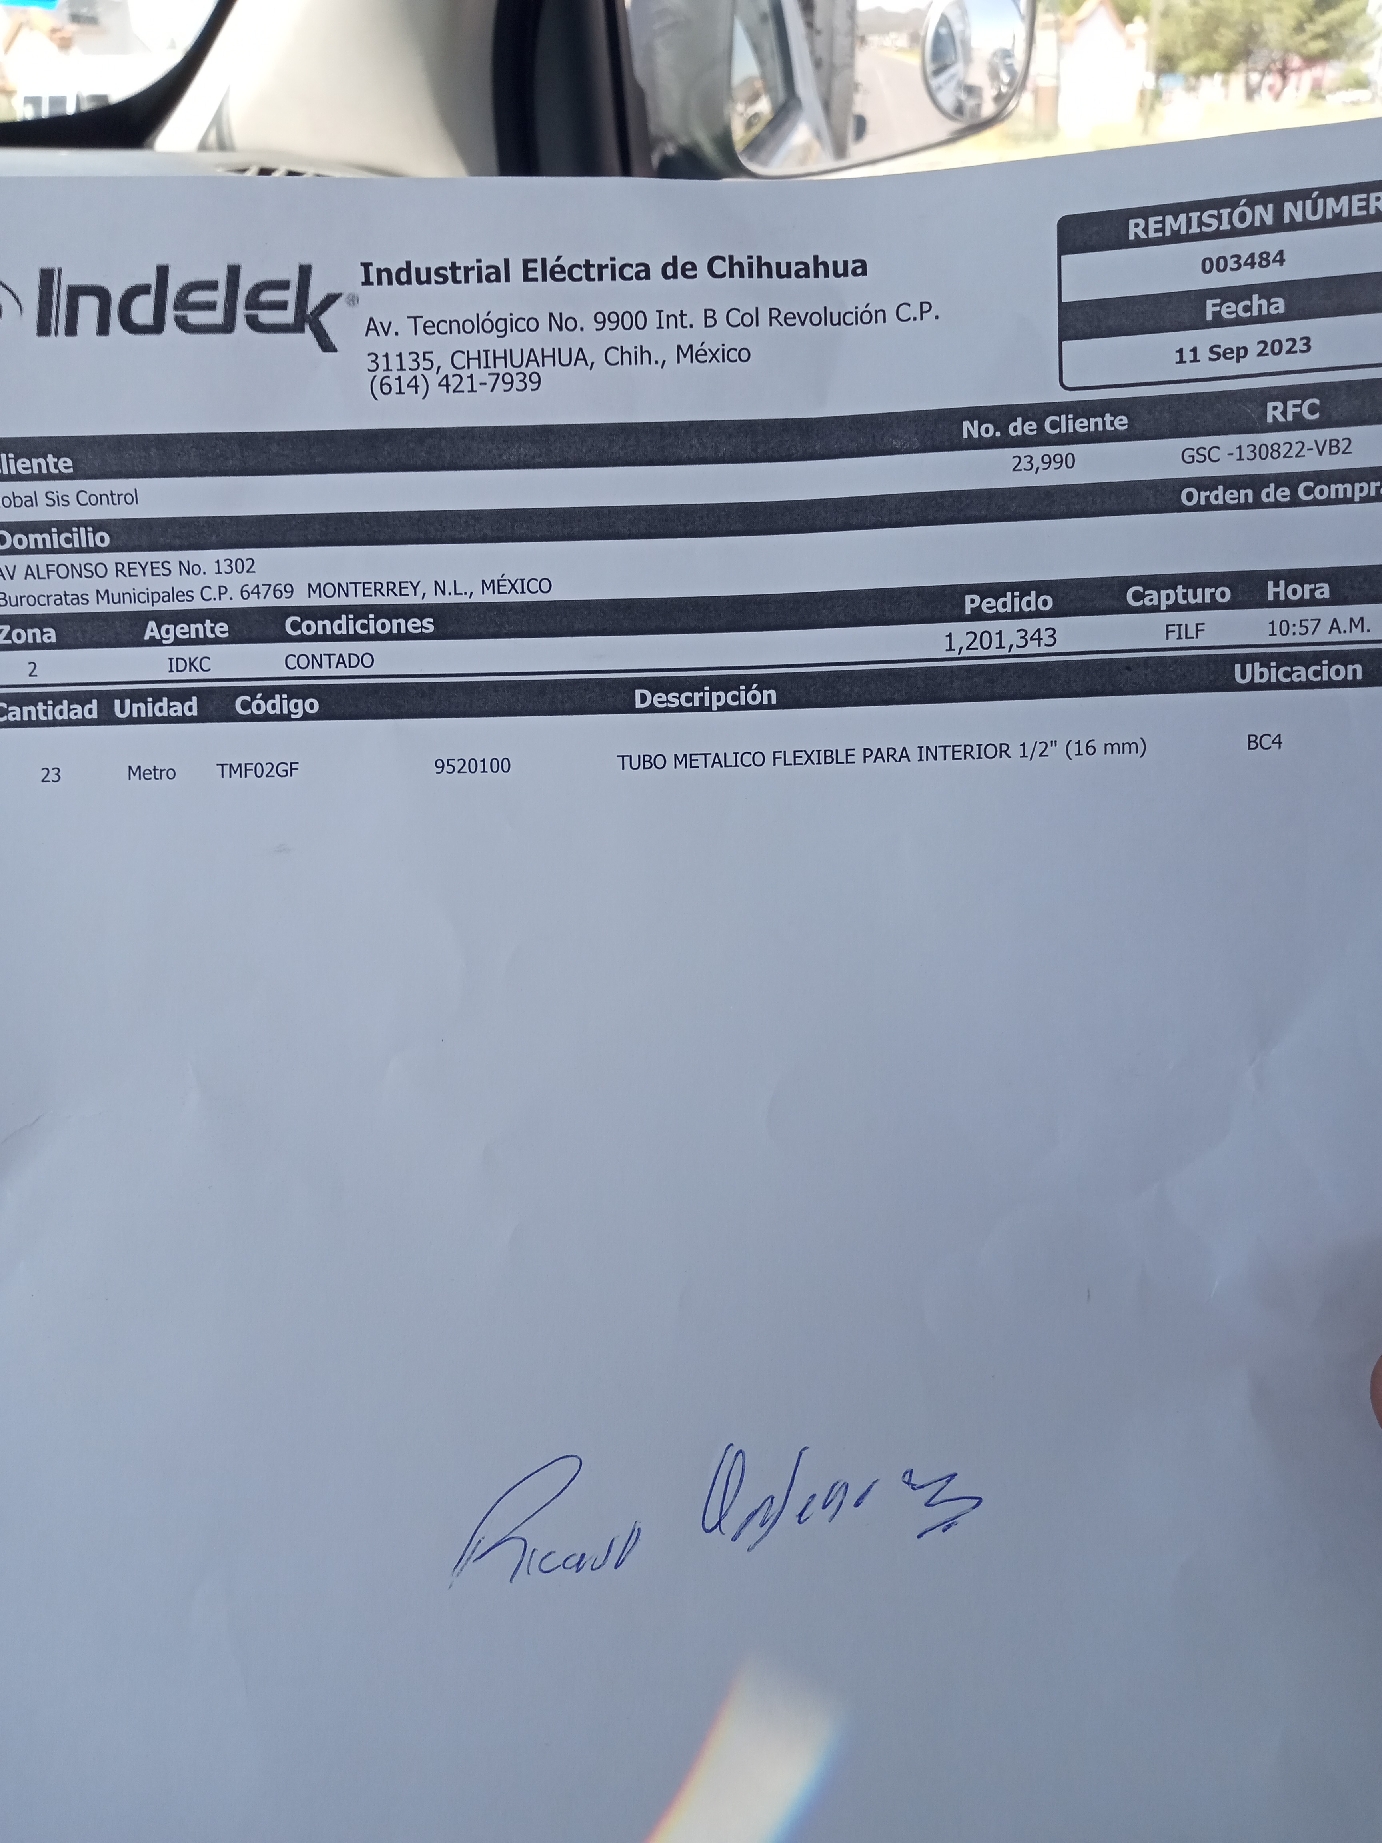 Indelek®
Industrial Eléctrica de Chihuahua
Av. Tecnológico No. 9900 Int. B Col Revolución C.P.
31135, CHIHUAHUA, Chih., México
(614) 421-7939
REMISIÓN NÚMER
003484
Fecha
11 Sep 2023
liente No. de Cliente RFC
obal Sis Control 23,990 GSC -130822-VB2
Domicilio Orden de Compr
AV ALFONSO REYES No. 1302
Burocratas Municipales C.P. 64769 MONTERREY, N.L., MÉXICO
Zona Agente Condiciones Pedido Capturo Hora
2 IDKC CONTADO 1,201,343 FILF 10:57 A.M.
Cantidad Unidad Código Descripción Ubicacion
23 Metro TMF02GF 9520100 TUBO METALICO FLEXIBLE PARA INTERIOR 1/2" (16 mm) BC4
Ricardo